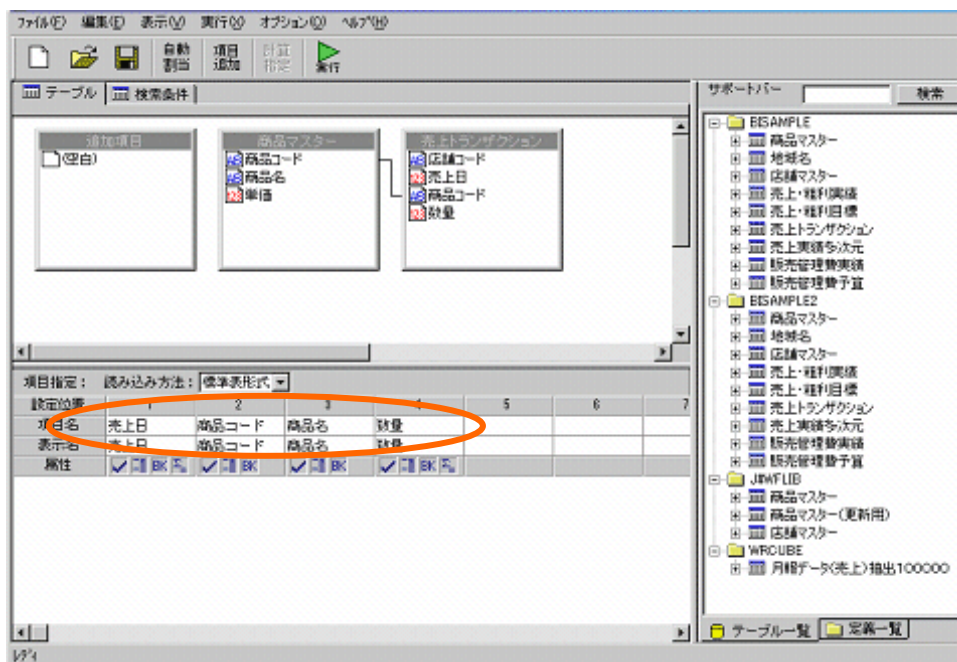 ファイル(F) 編集(E) 表示(V) 実行(X) オプション(O) ヘルプ(H)
自動割当 項目追加 計算指定 実行
テーブル 検索条件
追加項目 商品マスター 売上トランザクション
(空白) 商品コード 店舗コード
商品名 売上日
単価 商品コード
数量
項目指定： 読み込み方法： 標準表形式
設定位置 1 2 3 4 5 6 7
項目名 売上日 商品コード 商品名 数量
表示名 売上日 商品コード 商品名 数量
属性 BK BK BK BK
レディ
サポートバー 検索
BISAMPLE
商品マスター
地域名
店舗マスター
売上・粗利実績
売上・粗利目標
売上トランザクション
売上実績多次元
販売管理費実績
販売管理費予算
BISAMPLE2
商品マスター
地域名
店舗マスター
売上・粗利実績
売上・粗利目標
売上トランザクション
売上実績多次元
販売管理費実績
販売管理費予算
J#WFLIB
商品マスター
商品マスター(更新用)
店舗マスター
WRCUBE
月報データ(売上)抽出100000
テーブル一覧 定義一覧